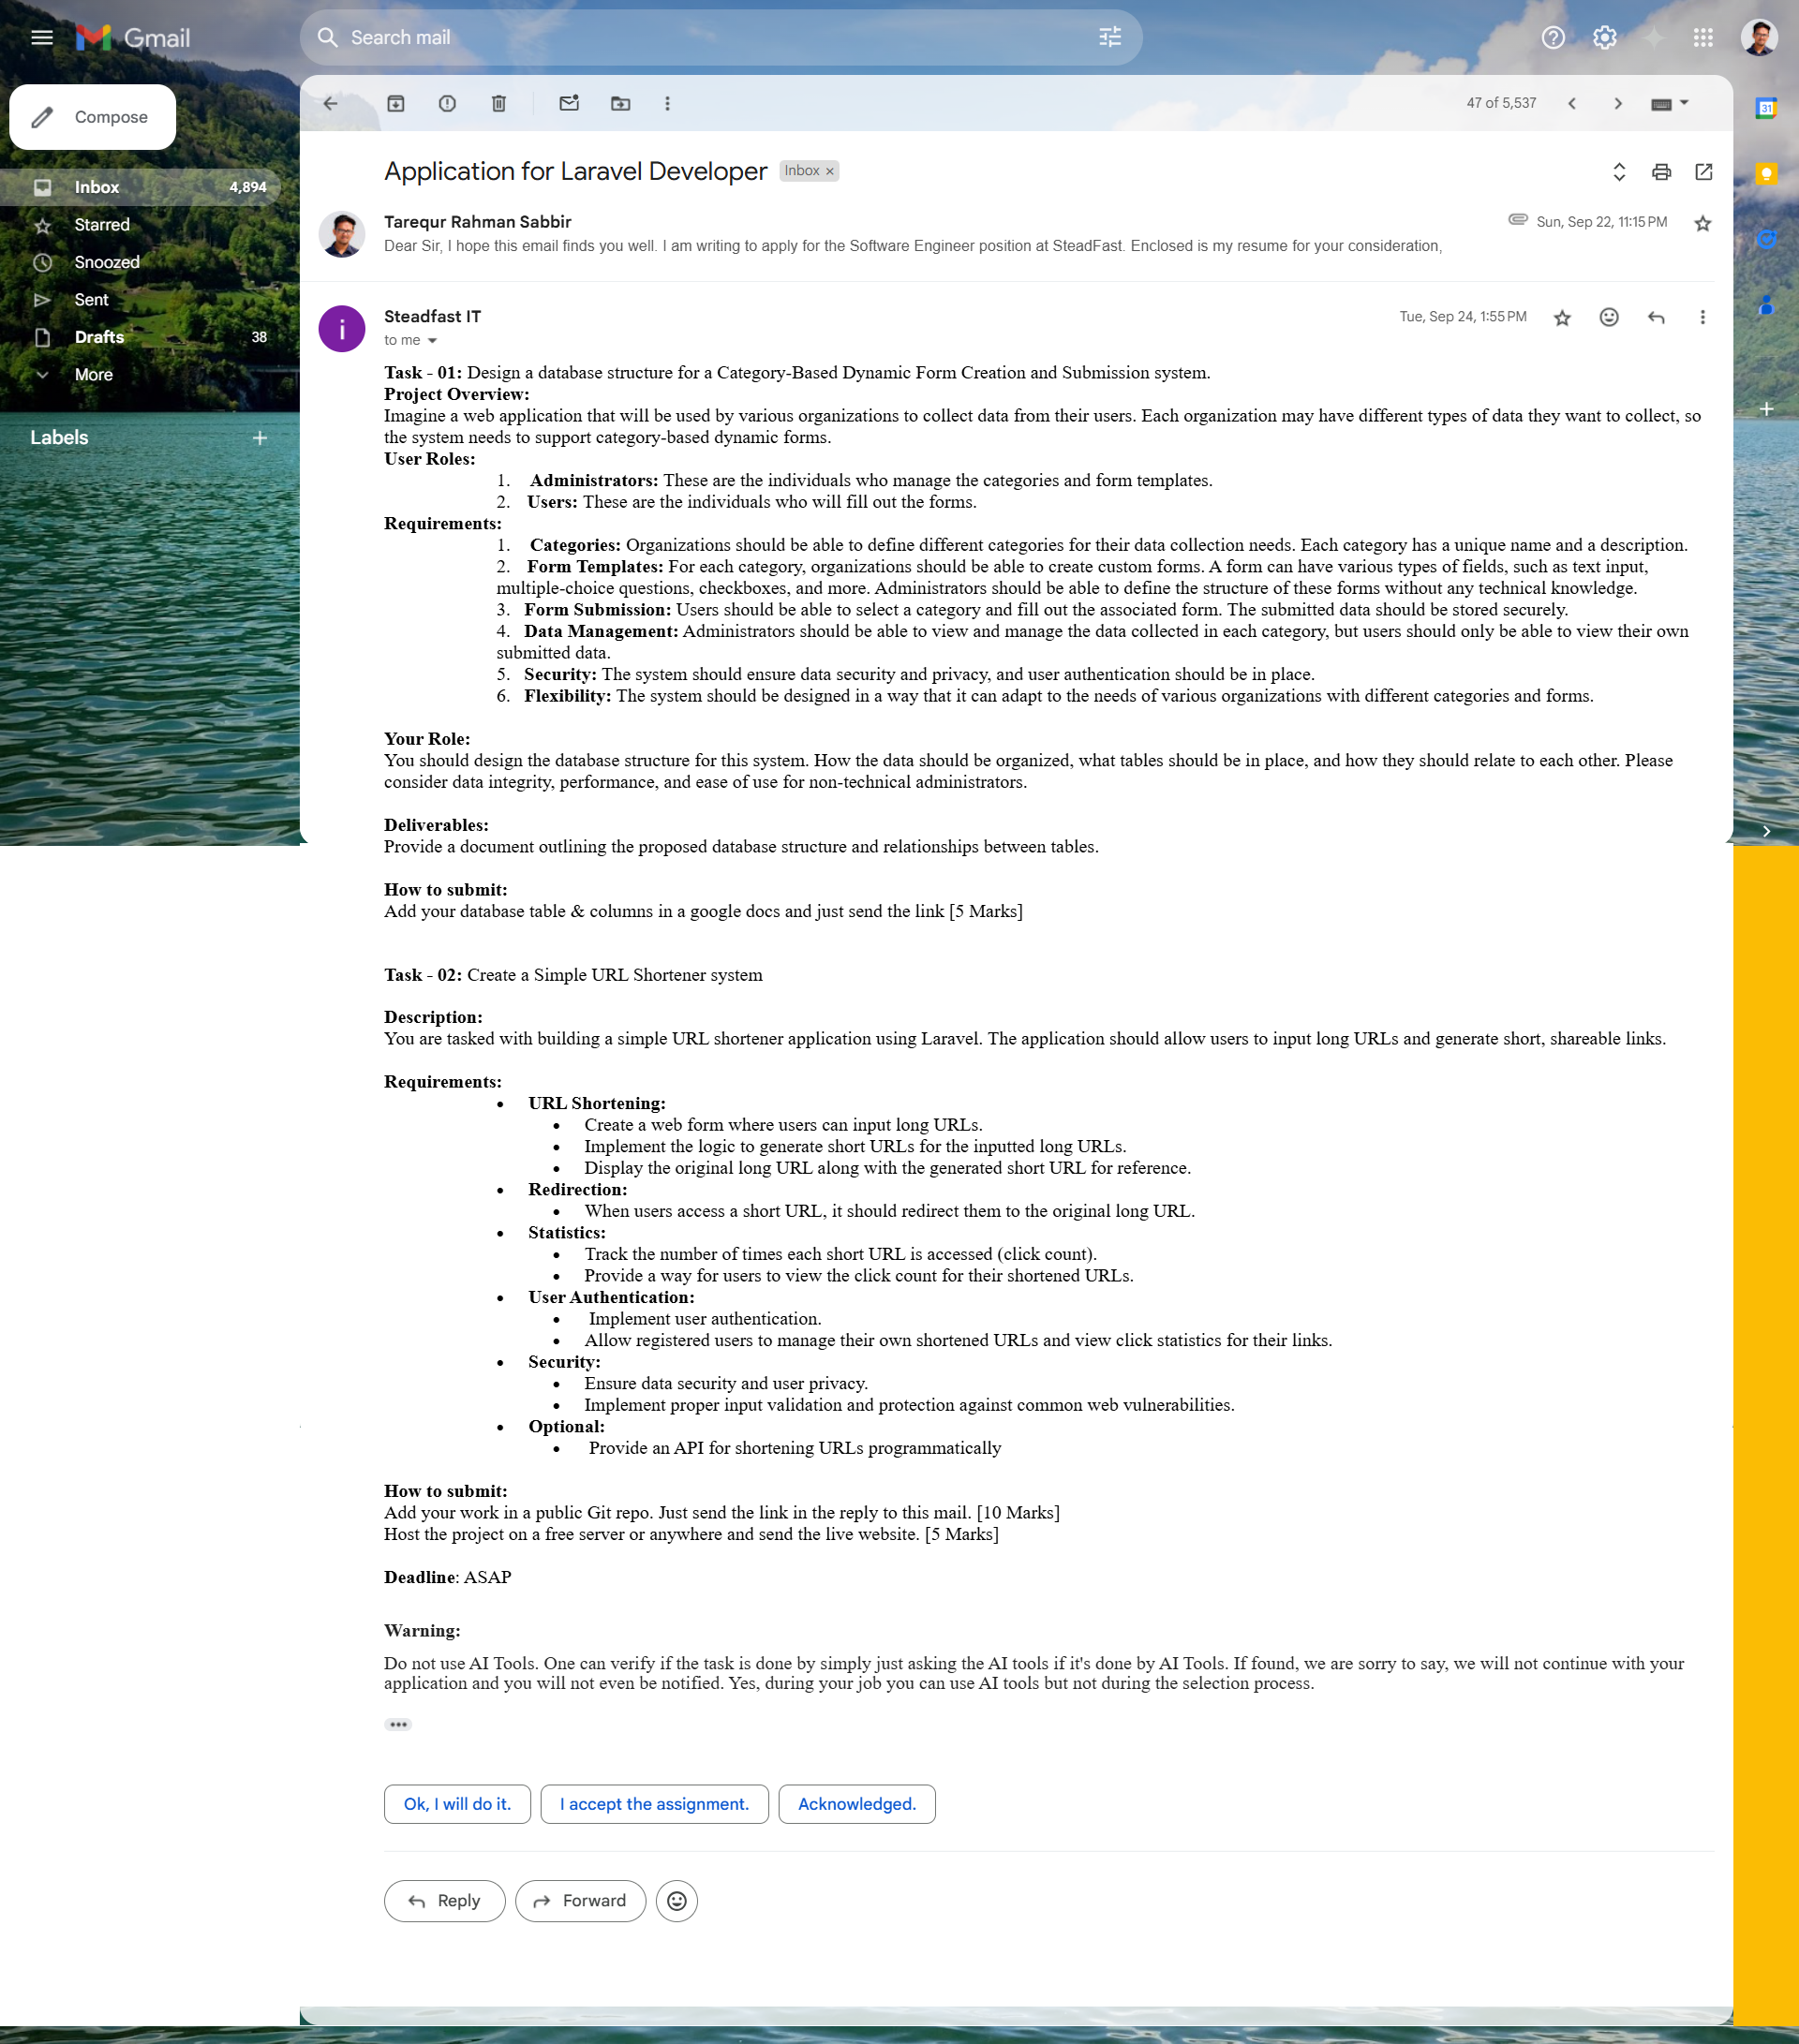 Gmail
Search mail
Compose
47 of 5,537
31
Inbox 4,894
Starred
Snoozed
Sent
Drafts 38
More
Labels
Application for Laravel Developer Inbox ×
Tarequr Rahman Sabbir Sun, Sep 22, 11:15 PM
Dear Sir, I hope this email finds you well. I am writing to apply for the Software Engineer position at SteadFast. Enclosed is my resume for your consideration,
i
Steadfast IT Tue, Sep 24, 1:55 PM
to me
Task - 01: Design a database structure for a Category-Based Dynamic Form Creation and Submission system.
Project Overview:
Imagine a web application that will be used by various organizations to collect data from their users. Each organization may have different types of data they want to collect, so
the system needs to support category-based dynamic forms.
User Roles:
1. Administrators: These are the individuals who manage the categories and form templates.
2. Users: These are the individuals who will fill out the forms.
Requirements:
1. Categories: Organizations should be able to define different categories for their data collection needs. Each category has a unique name and a description.
2. Form Templates: For each category, organizations should be able to create custom forms. A form can have various types of fields, such as text input,
multiple-choice questions, checkboxes, and more. Administrators should be able to define the structure of these forms without any technical knowledge.
3. Form Submission: Users should be able to select a category and fill out the associated form. The submitted data should be stored securely.
4. Data Management: Administrators should be able to view and manage the data collected in each category, but users should only be able to view their own
submitted data.
5. Security: The system should ensure data security and privacy, and user authentication should be in place.
6. Flexibility: The system should be designed in a way that it can adapt to the needs of various organizations with different categories and forms.
Your Role:
You should design the database structure for this system. How the data should be organized, what tables should be in place, and how they should relate to each other. Please
consider data integrity, performance, and ease of use for non-technical administrators.
Deliverables:
Provide a document outlining the proposed database structure and relationships between tables.
How to submit:
Add your database table & columns in a google docs and just send the link [5 Marks]
Task - 02: Create a Simple URL Shortener system
Description:
You are tasked with building a simple URL shortener application using Laravel. The application should allow users to input long URLs and generate short, shareable links.
Requirements:
• URL Shortening:
• Create a web form where users can input long URLs.
• Implement the logic to generate short URLs for the inputted long URLs.
• Display the original long URL along with the generated short URL for reference.
• Redirection:
• When users access a short URL, it should redirect them to the original long URL.
• Statistics:
• Track the number of times each short URL is accessed (click count).
• Provide a way for users to view the click count for their shortened URLs.
• User Authentication:
• Implement user authentication.
• Allow registered users to manage their own shortened URLs and view click statistics for their links.
• Security:
• Ensure data security and user privacy.
• Implement proper input validation and protection against common web vulnerabilities.
• Optional:
• Provide an API for shortening URLs programmatically
How to submit:
Add your work in a public Git repo. Just send the link in the reply to this mail. [10 Marks]
Host the project on a free server or anywhere and send the live website. [5 Marks]
Deadline: ASAP
Warning:
Do not use AI Tools. One can verify if the task is done by simply just asking the AI tools if it's done by AI Tools. If found, we are sorry to say, we will not continue with your
application and you will not even be notified. Yes, during your job you can use AI tools but not during the selection process.
Ok, I will do it. I accept the assignment. Acknowledged.
Reply Forward